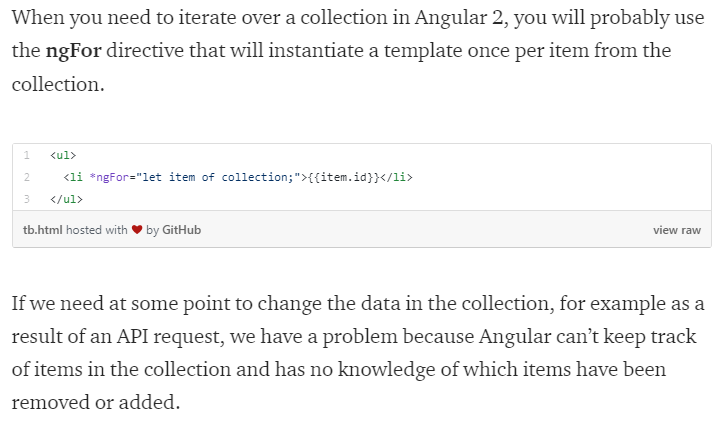 When you need to iterate over a collection in Angular 2, you will probably use
the ngFor directive that will instantiate a template once per item from the
collection.
1 <ul>
2 <li *ngFor="let item of collection;">{{item.id}}</li>
3 </ul>
tb.html hosted with ❤ by GitHub view raw
If we need at some point to change the data in the collection, for example as a
result of an API request, we have a problem because Angular can’t keep track
of items in the collection and has no knowledge of which items have been
removed or added.